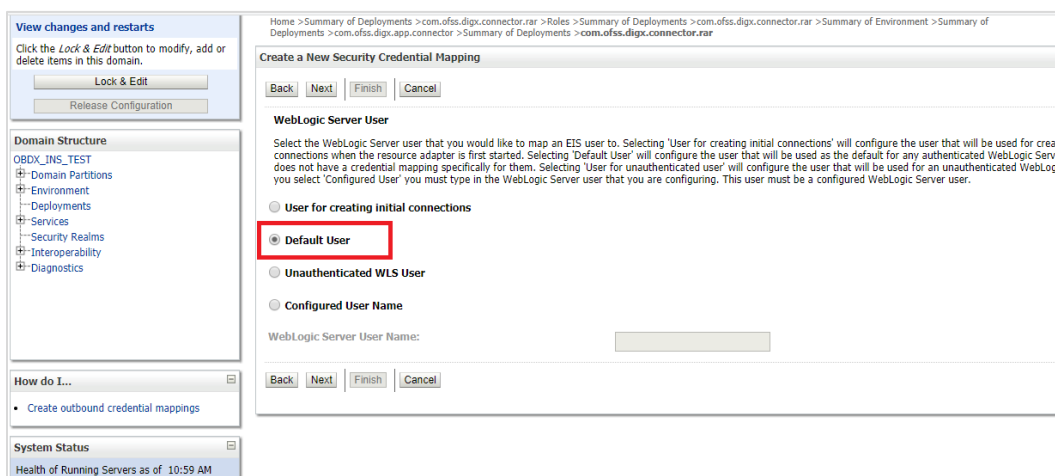 View changes and restarts
Click the Lock & Edit button to modify, add or
delete items in this domain.
Lock & Edit
Release Configuration
Domain Structure
OBDX_INS_TEST
Domain Partitions
Environment
Deployments
Services
Security Realms
Interoperability
Diagnostics
How do I...
Create outbound credential mappings
System Status
Health of Running Servers as of 10:59 AM
Home >Summary of Deployments >com.ofss.digx.connector.rar >Roles >Summary of Deployments >com.ofss.digx.connector.rar >Summary of Environment >Summary of
Deployments >com.ofss.digx.app.connector >Summary of Deployments >com.ofss.digx.connector.rar
Create a New Security Credential Mapping
Back Next Finish Cancel
WebLogic Server User
Select the WebLogic Server user that you would like to map an EIS user to. Selecting 'User for creating initial connections' will configure the user that will be used for crea
connections when the resource adapter is first started. Selecting 'Default User' will configure the user that will be used as the default for any authenticated WebLogic Serv
does not have a credential mapping specifically for them. Selecting 'User for unauthenticated user' will configure the user that will be used for an unauthenticated WebLog
you select 'Configured User' you must type in the WebLogic Server user that you are configuring. This user must be a configured WebLogic Server user.
User for creating initial connections
Default User
Unauthenticated WLS User
Configured User Name
WebLogic Server User Name:
Back Next Finish Cancel